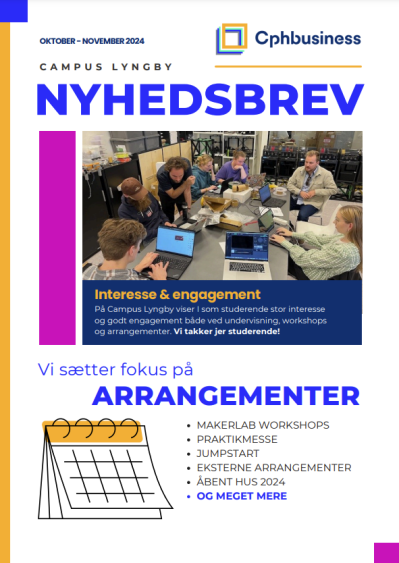 OKTOBER - NOVEMBER 2024
Cphbusiness
CAMPUS LYNGBY
NYHEDSBREV
Interesse & engagement
På Campus Lyngby viser I som studerende stor interesse
og godt engagement både ved undervisning, workshops
og arrangementer. Vi takker jer studerende!
Vi sætter fokus på
ARRANGEMENTER
MAKERLAB WORKSHOPS
PRAKTIKMESSE
JUMPSTART
EKSTERNE ARRANGEMENTER
ÅBENT HUS 2024
OG MEGET MERE